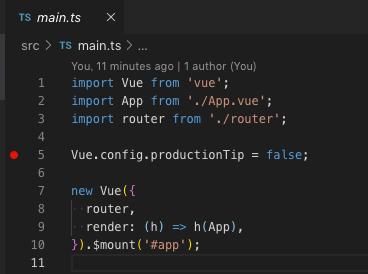 TS main.ts ×
src > TS main.ts > ...
You, 11 minutes ago | 1 author (You)
1 import Vue from 'vue';
2 import App from './App.vue';
3 import router from './router';
4
5 Vue.config.productionTip = false;
6
7 new Vue({
8 router,
9 render: (h) => h(App),
10 }).$mount('#app');
11